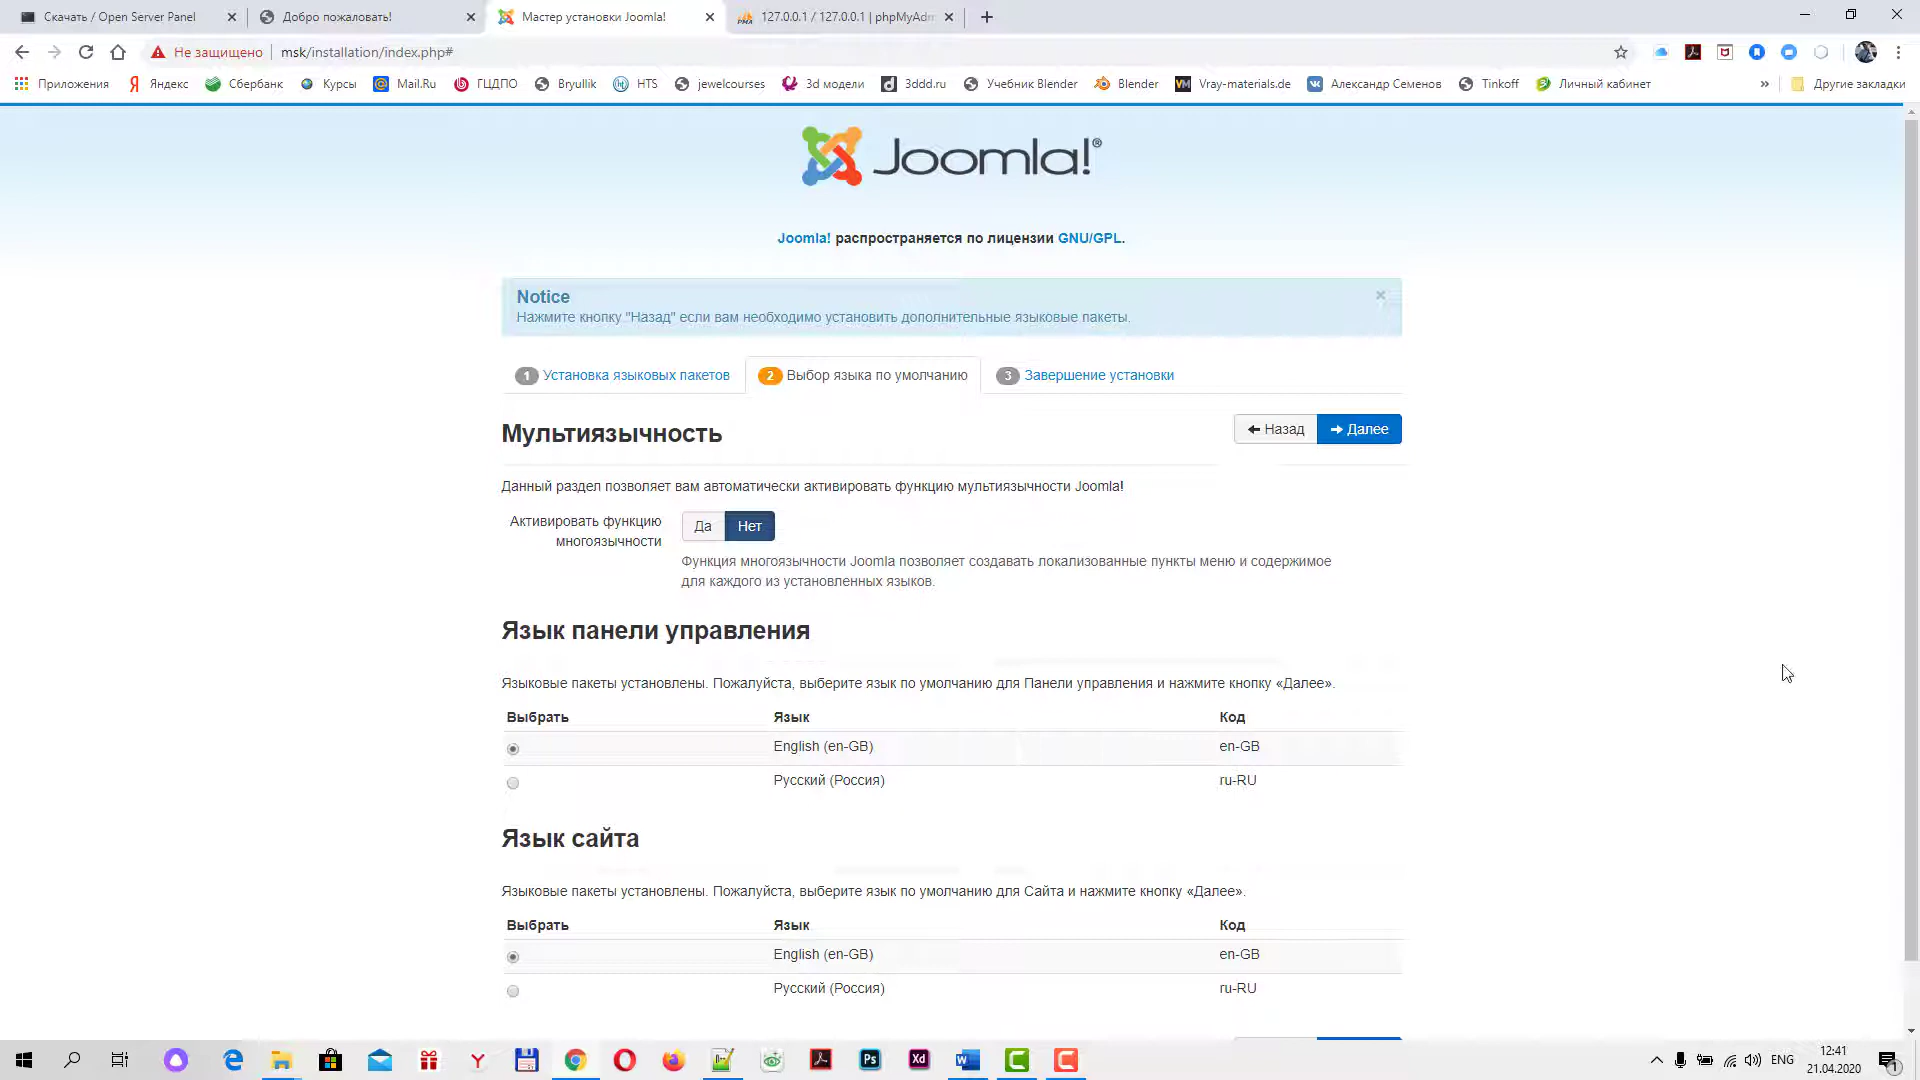 Скачать / Open Server Panel
Добро пожаловать!
Мастер установки Joomla!
127.0.0.1 / 127.0.0.1 | phpMyAdm
Не защищено
msk/installation/index.php#
Приложения
Яндекс
Сбербанк
Курсы
Mail.Ru
ГЦДПО
Bryullik
HTS
jewelcourses
3d модели
3ddd.ru
Учебник Blender
Blender
Vray-materials.de
Александр Семенов
Tinkoff
Личный кабинет
»
Другие закладки
Joomla!®
Joomla! распространяется по лицензии GNU/GPL.
Notice
Нажмите кнопку "Назад" если вам необходимо установить дополнительные языковые пакеты.
1 Установка языковых пакетов
2 Выбор языка по умолчанию
3 Завершение установки
Мультиязычность
Назад
Далее
Данный раздел позволяет вам автоматически активировать функцию мультиязычности Joomla!
Активировать функцию
многоязычности
Да
Нет
Функция многоязычности Joomla позволяет создавать локализованные пункты меню и содержимое
для каждого из установленных языков.
Язык панели управления
Языковые пакеты установлены. Пожалуйста, выберите язык по умолчанию для Панели управления и нажмите кнопку «Далее».
Выбрать Язык Код
English (en-GB) en-GB
Русский (Россия) ru-RU
Язык сайта
Языковые пакеты установлены. Пожалуйста, выберите язык по умолчанию для Сайта и нажмите кнопку «Далее».
Выбрать Язык Код
English (en-GB) en-GB
Русский (Россия) ru-RU
ENG
12:41
21.04.2020